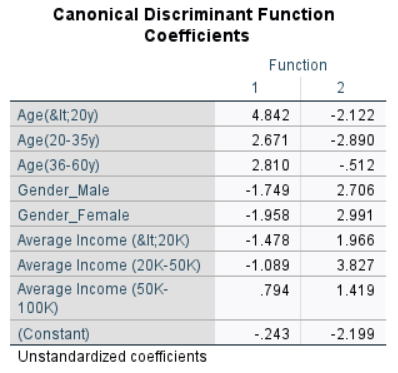 Canonical Discriminant Function
Coefficients
Function
1 2
Age(&lt;20y) 4.842 -2.122
Age(20-35y) 2.671 -2.890
Age(36-60y) 2.810 -.512
Gender_Male -1.749 2.706
Gender_Female -1.958 2.991
Average Income (&lt;20K) -1.478 1.966
Average Income (20K-50K) -1.089 3.827
Average Income (50K- .794 1.419
100K)
(Constant) -.243 -2.199
Unstandardized coefficients